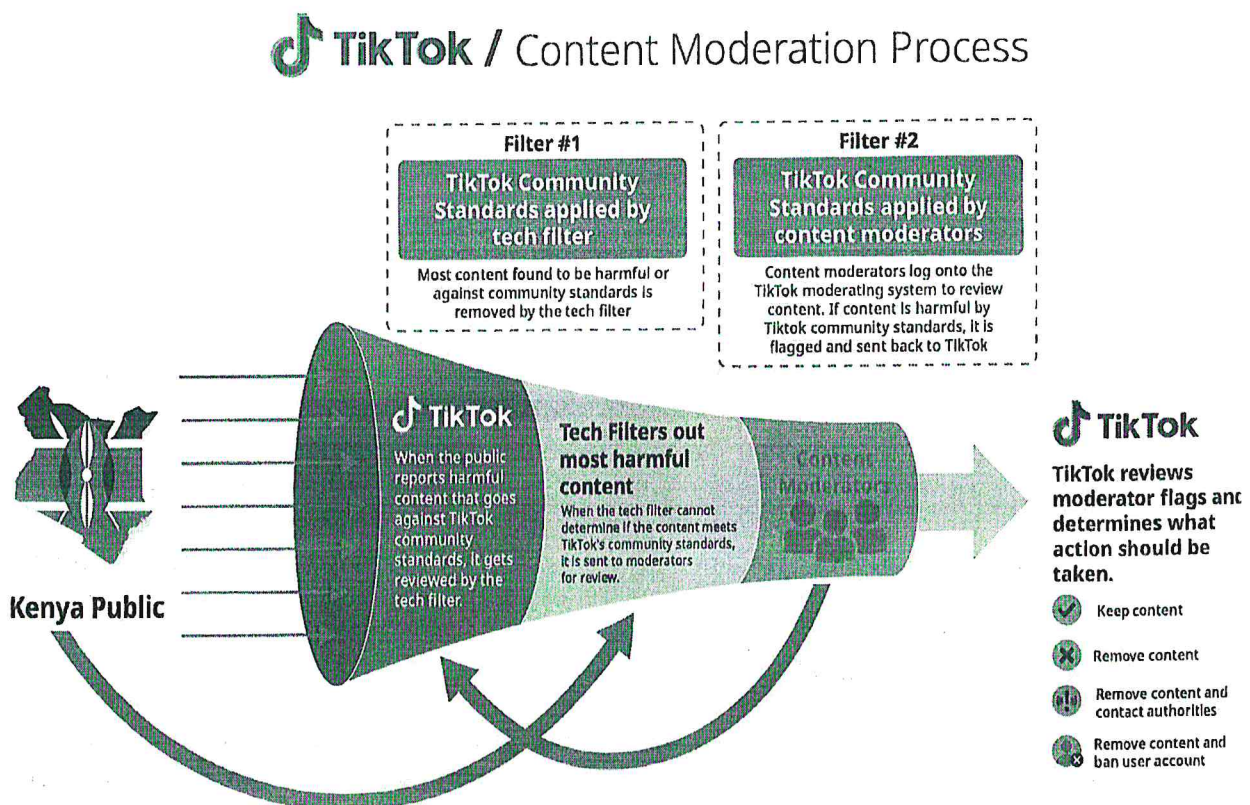 TikTok / Content Moderation Process
Filter #1
TikTok Community
Standards applied by
tech filter
Most content found to be harmful or
against community standards is
removed by the tech filter
Filter #2
TikTok Community
Standards applied by
content moderators
Content moderators log onto the
TikTok moderating system to review
content. If content is harmful by
Tiktok community standards, it is
flagged and sent back to TikTok
Kenya Public
TikTok
When the public
reports harmful
content that goes
against TikTok
community
standards, it gets
reviewed by the
tech filter.
Tech Filters out
most harmful
content
When the tech filter cannot
determine if the content meets
TikTok's community standards,
it is sent to moderators
for review.
Content
Moderators
TikTok
TikTok reviews
moderator flags and
determines what
action should be
taken.
Keep content
Remove content
Remove content and
contact authorities
Remove content and
ban user account